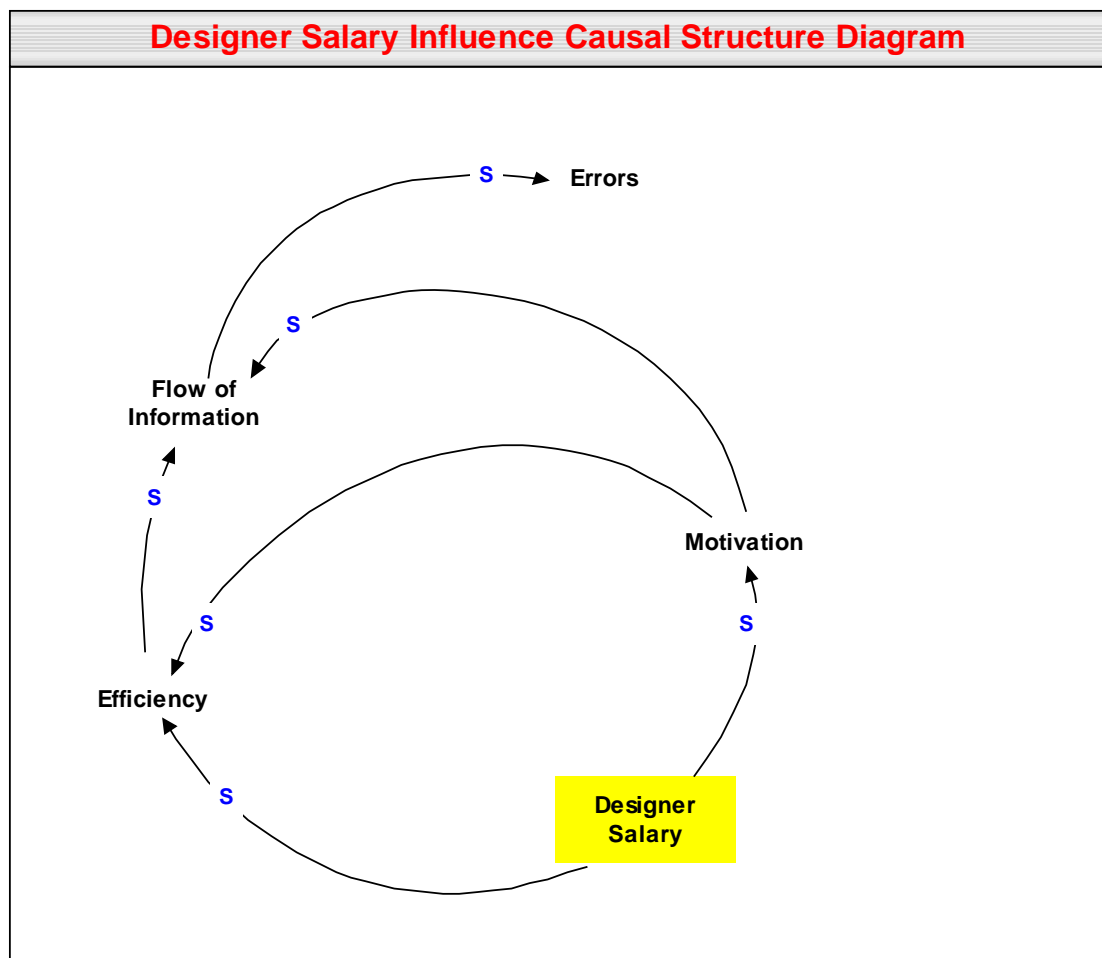 Designer Salary Influence Causal Structure Diagram
S
Errors
S
Flow of
Information
S
Motivation
S
S
Efficiency
S
Designer
Salary